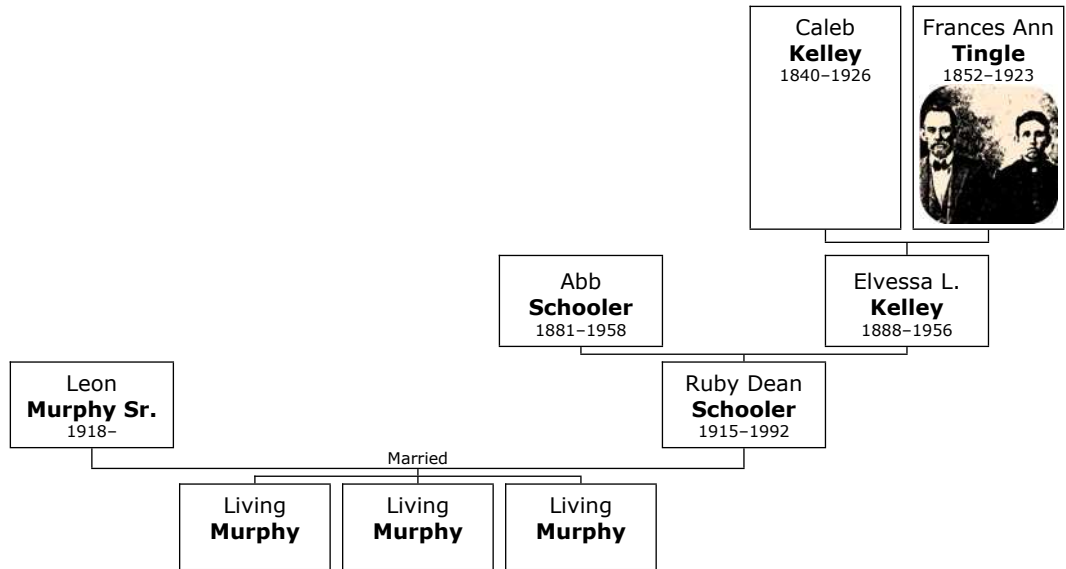 Caleb
Kelley
1840–1926
Frances Ann
Tingle
1852–1923
Abb
Schooler
1881–1958
Elvessa L.
Kelley
1888–1956
Leon
Murphy Sr.
1918–
Ruby Dean
Schooler
1915–1992
Married
Living
Murphy
Living
Murphy
Living
Murphy